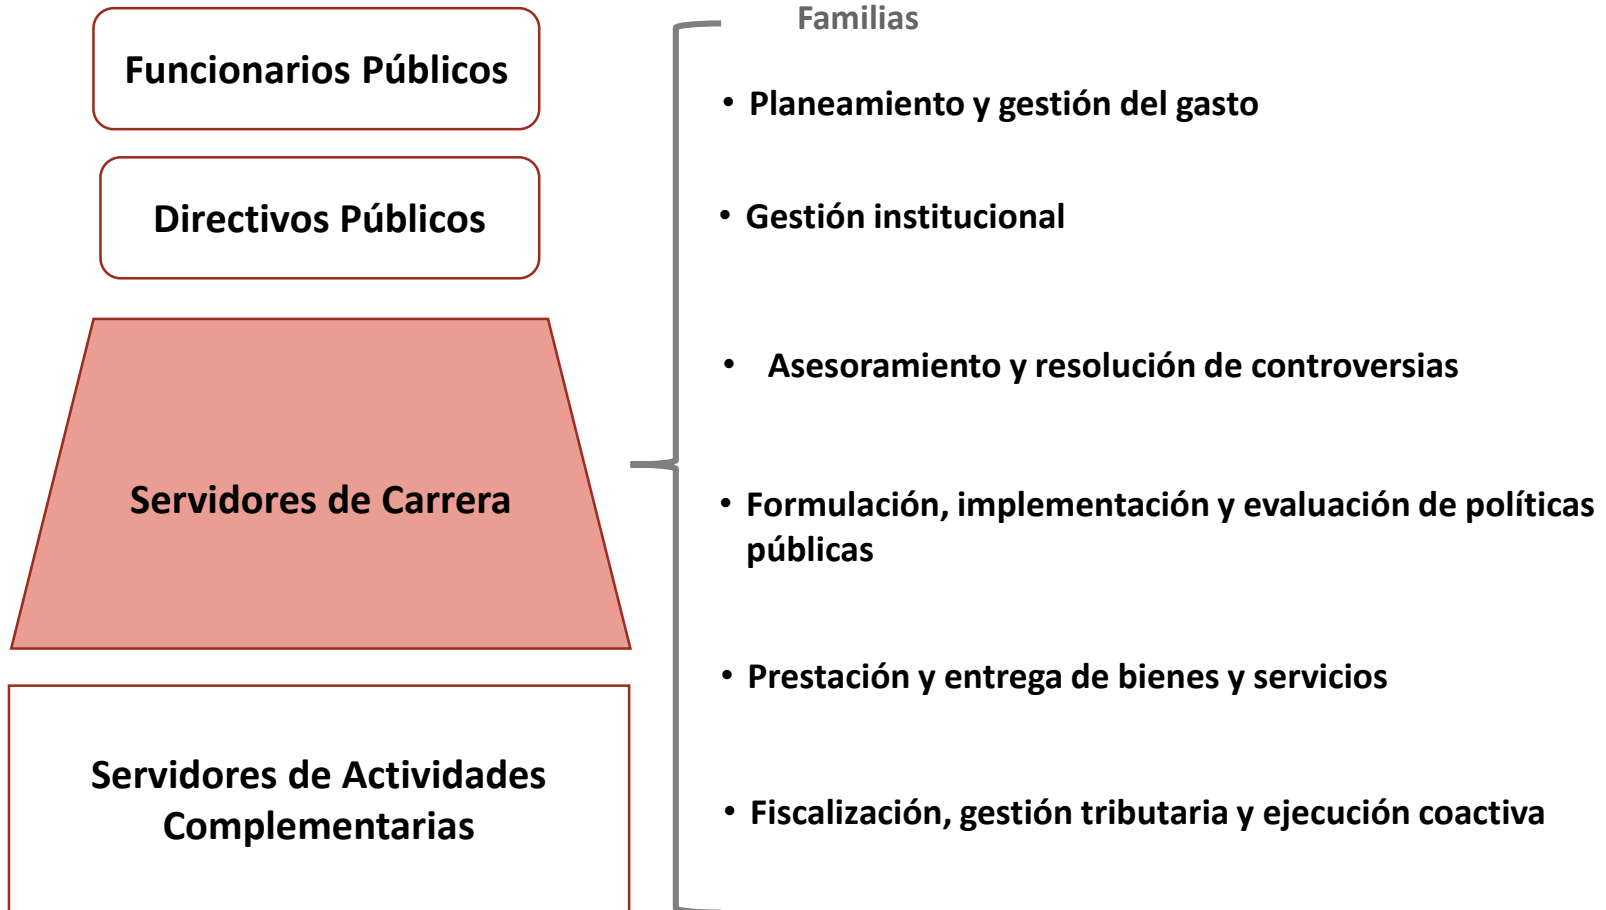 Funcionarios Públicos
Directivos Públicos
Servidores de Carrera
Servidores de Actividades
Complementarias
Familias
• Planeamiento y gestión del gasto
• Gestión institucional
• Asesoramiento y resolución de controversias
• Formulación, implementación y evaluación de políticas
públicas
• Prestación y entrega de bienes y servicios
• Fiscalización, gestión tributaria y ejecución coactiva